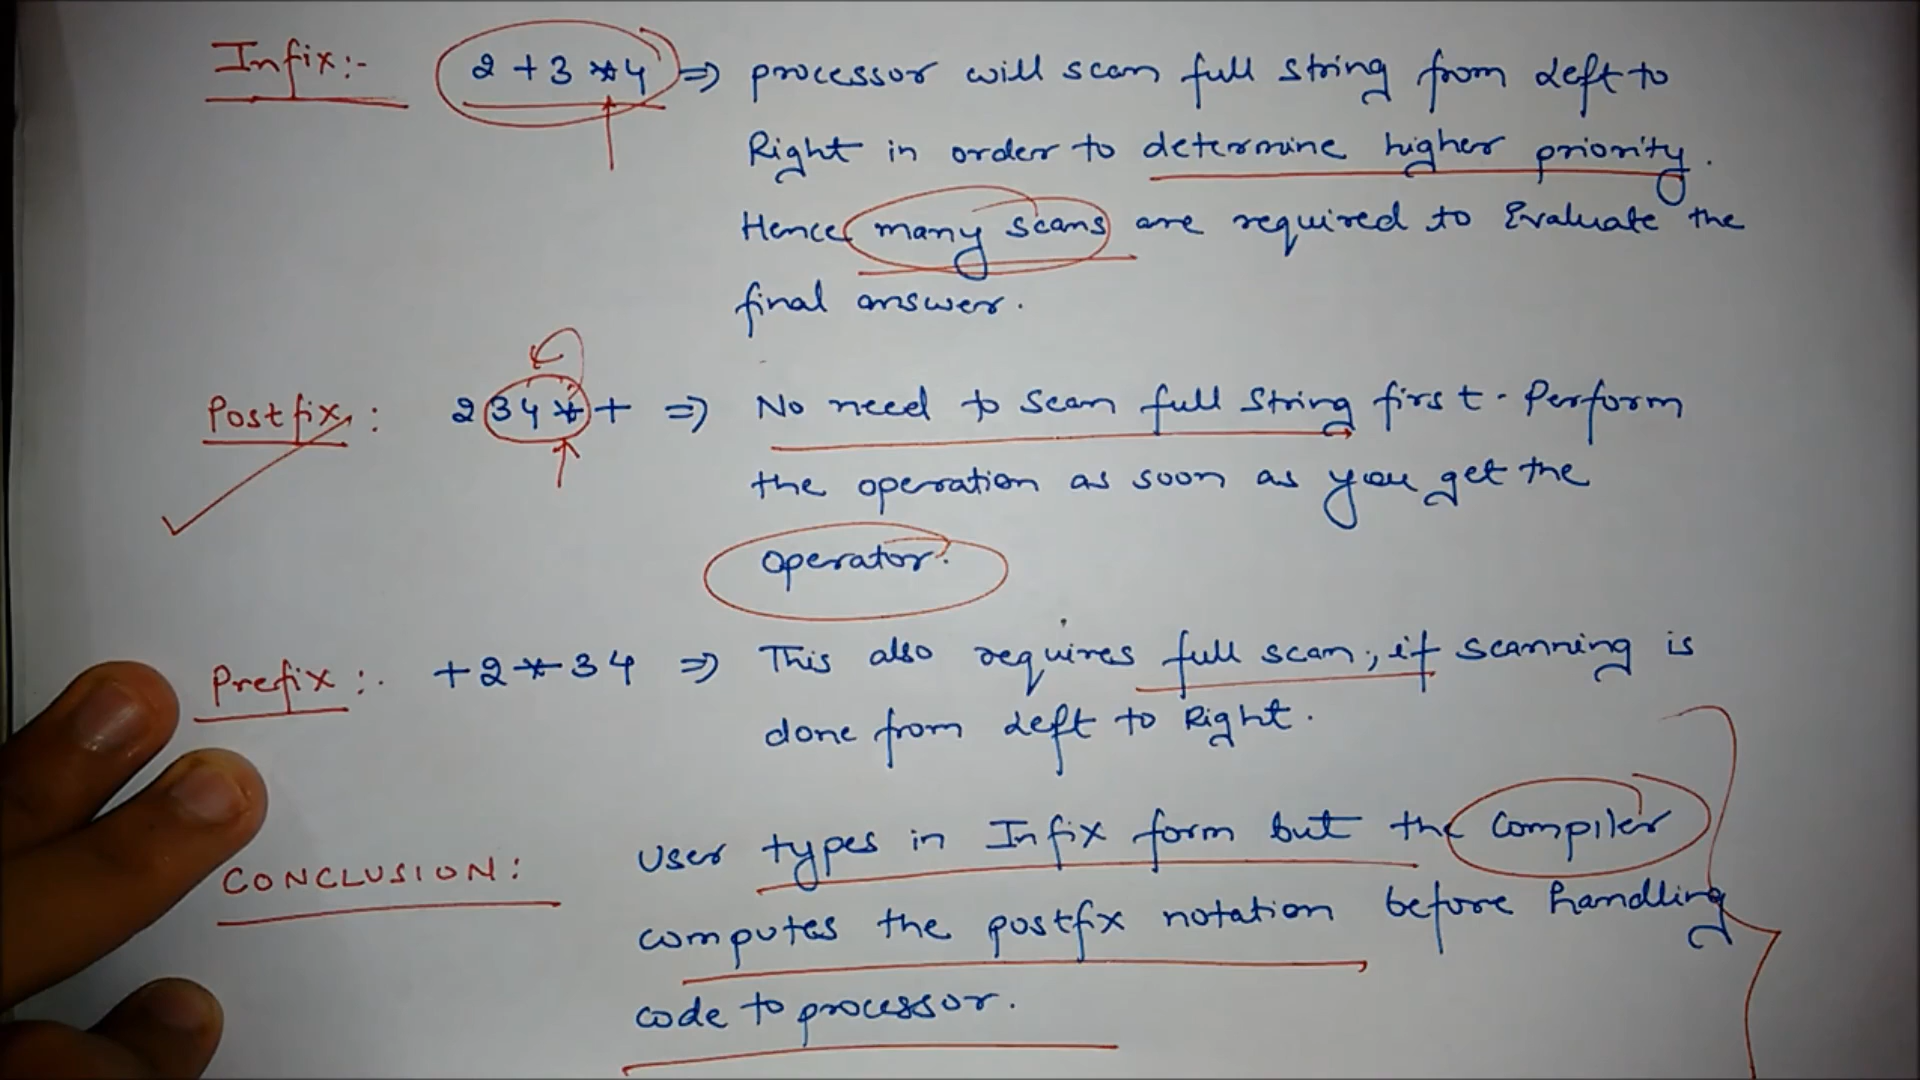 Infix:- 2 + 3 * 4 => processor will scan full string from Left to
Right in order to determine higher priority.
Hence many scans are required to Evaluate the
final answer.
Postfix : 2 3 4 * + => No need to scan full string first. Perform
the operation as soon as you get the
operator.
Prefix :. + 2 * 3 4 => This also requires full scan, if scanning is
done from Left to Right.
CONCLUSION: User types in Infix form but the compiler
computes the postfix notation before handling
code to processor.